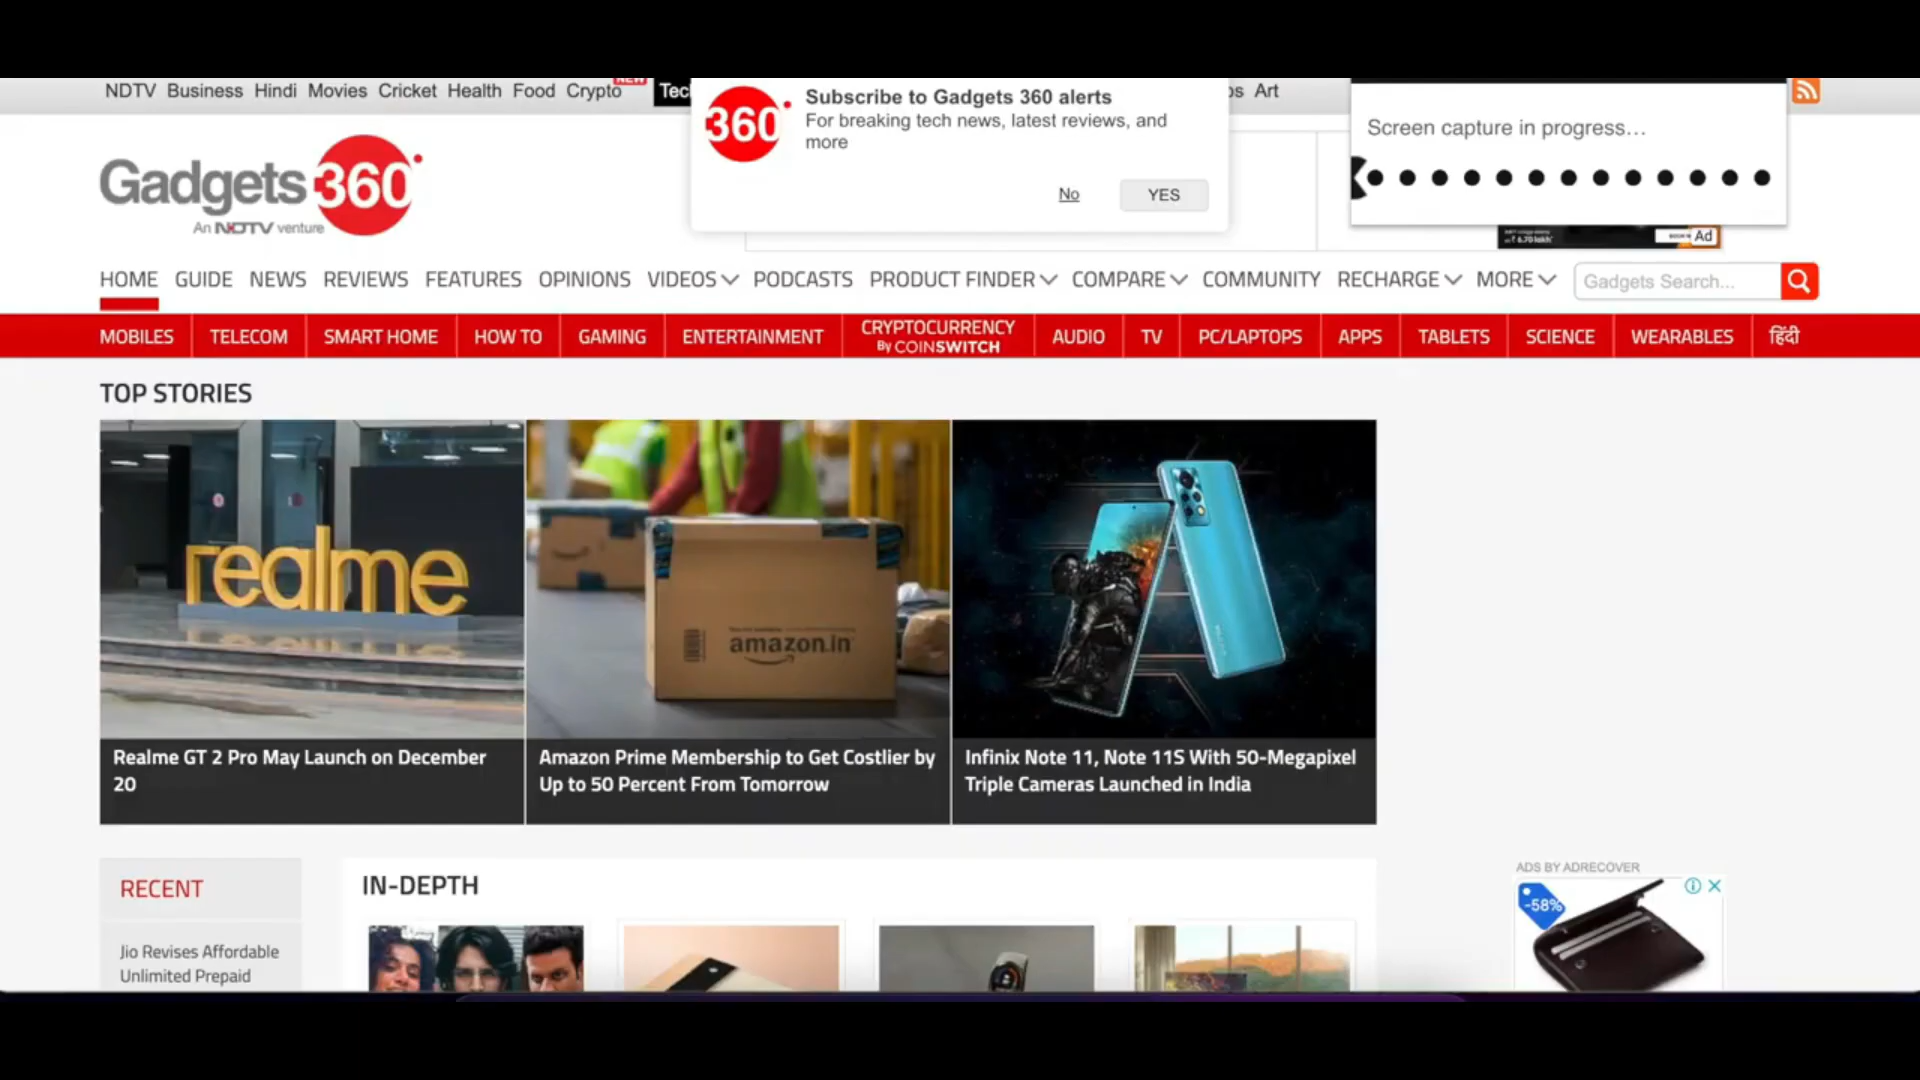 NDTV Business Hindi Movies Cricket Health Food Crypto
NEW
Art
360
Subscribe to Gadgets 360 alerts
For breaking tech news, latest reviews, and
more
No YES
Screen capture in progress...
Gadgets 360
An NDTV venture
Ad
HOME GUIDE NEWS REVIEWS FEATURES OPINIONS VIDEOS PODCASTS PRODUCT FINDER COMPARE COMMUNITY RECHARGE MORE Gadgets Search...
MOBILES TELECOM SMART HOME HOW TO GAMING ENTERTAINMENT CRYPTOCURRENCY AUDIO TV PC/LAPTOPS APPS TABLETS SCIENCE WEARABLES हिंदी
By COINSWITCH
TOP STORIES
realme
amazon.in
Realme GT 2 Pro May Launch on December
20
Amazon Prime Membership to Get Costlier by
Up to 50 Percent From Tomorrow
Infinix Note 11, Note 11S With 50-Megapixel
Triple Cameras Launched in India
RECENT
Jio Revises Affordable
Unlimited Prepaid
IN-DEPTH
ADS BY ADRECOVER
-58%